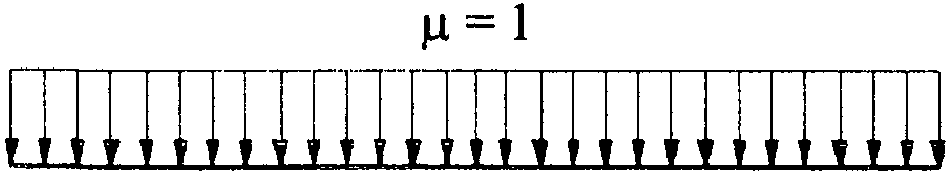 μ = 1